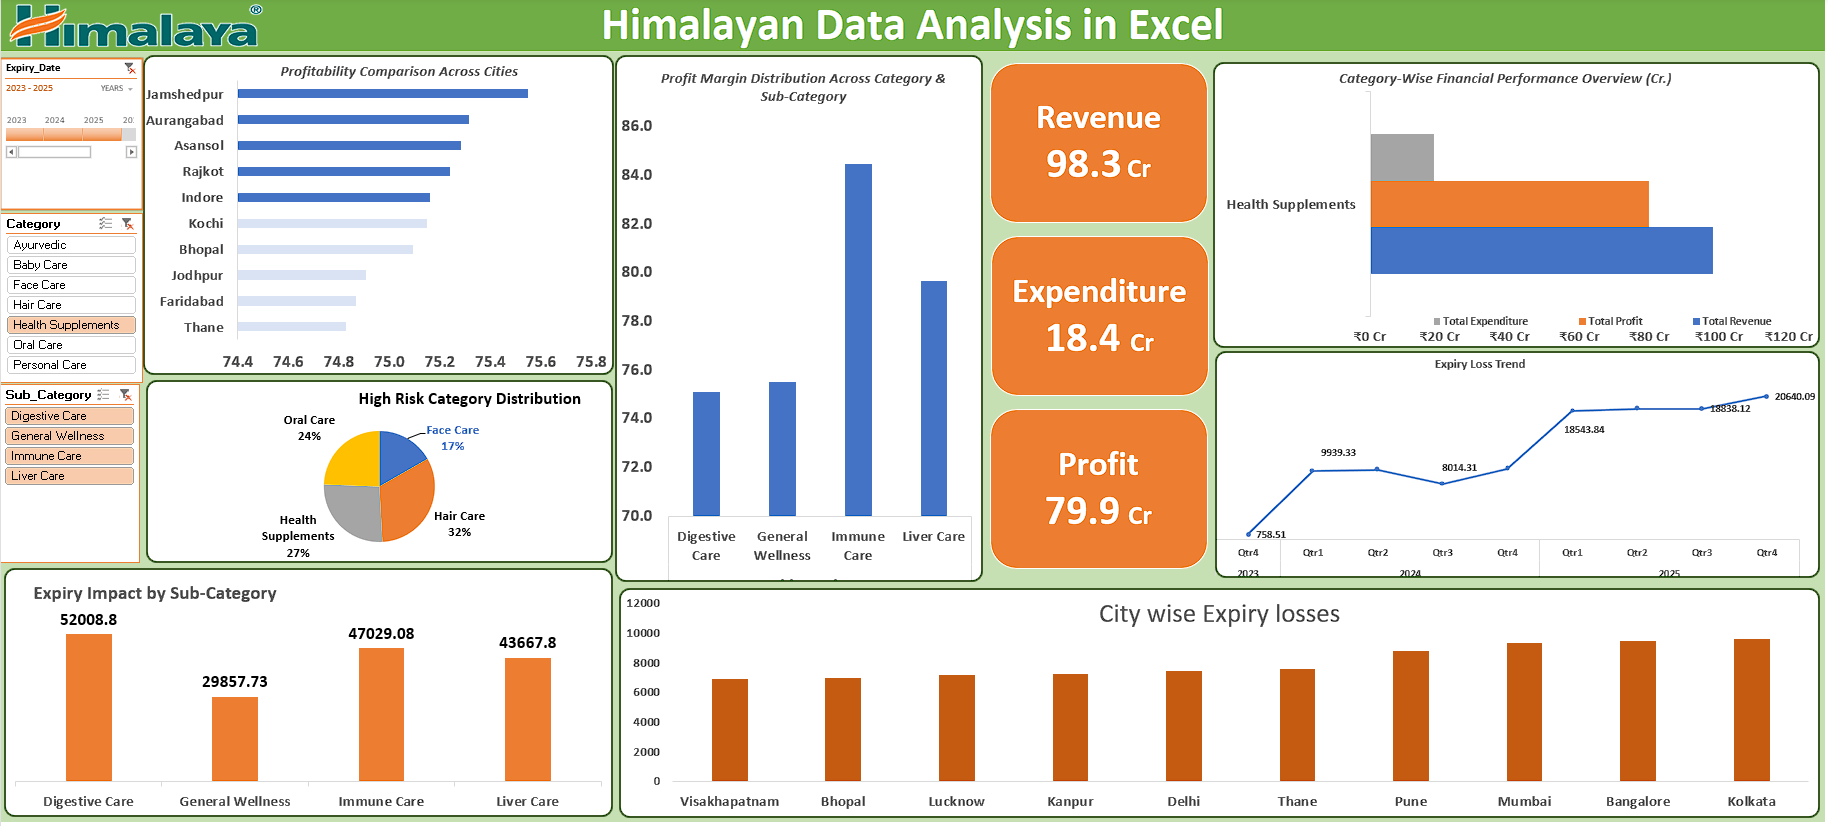 Himalaya®
Himalayan Data Analysis in Excel
Expiry_Date
2023 - 2025
YEARS
2023 2024 2025
Category
Ayurvedic
Baby Care
Face Care
Hair Care
Health Supplements
Oral Care
Personal Care
Sub_Category
Digestive Care
General Wellness
Immune Care
Liver Care
Profitability Comparison Across Cities
Jamshedpur
Aurangabad
Asansol
Rajkot
Indore
Kochi
Bhopal
Jodhpur
Faridabad
Thane
74.4 74.6 74.8 75.0 75.2 75.4 75.6 75.8
High Risk Category Distribution
Oral Care
24%
Face Care
17%
Health
Supplements
27%
Hair Care
32%
Profit Margin Distribution Across Category &
Sub-Category
86.0
84.0
82.0
80.0
78.0
76.0
74.0
72.0
70.0
Digestive
Care
General
Wellness
Immune
Care
Liver Care
Revenue
98.3 Cr
Expenditure
18.4 Cr
Profit
79.9 Cr
Category-Wise Financial Performance Overview (Cr.)
Health Supplements
Total Expenditure Total Profit Total Revenue
₹0 Cr ₹20 Cr ₹40 Cr ₹60 Cr ₹80 Cr ₹100 Cr ₹120 Cr
Expiry Loss Trend
758.51
9939.33
8014.31
18543.84
18838.12
20640.09
Qtr4 Qtr1 Qtr2 Qtr3 Qtr4 Qtr1 Qtr2 Qtr3 Qtr4
2023 2024 2025
Expiry Impact by Sub-Category
52008.8
29857.73
47029.08
43667.8
Digestive Care General Wellness Immune Care Liver Care
City wise Expiry losses
12000
10000
8000
6000
4000
2000
0
Visakhapatnam Bhopal Lucknow Kanpur Delhi Thane Pune Mumbai Bangalore Kolkata